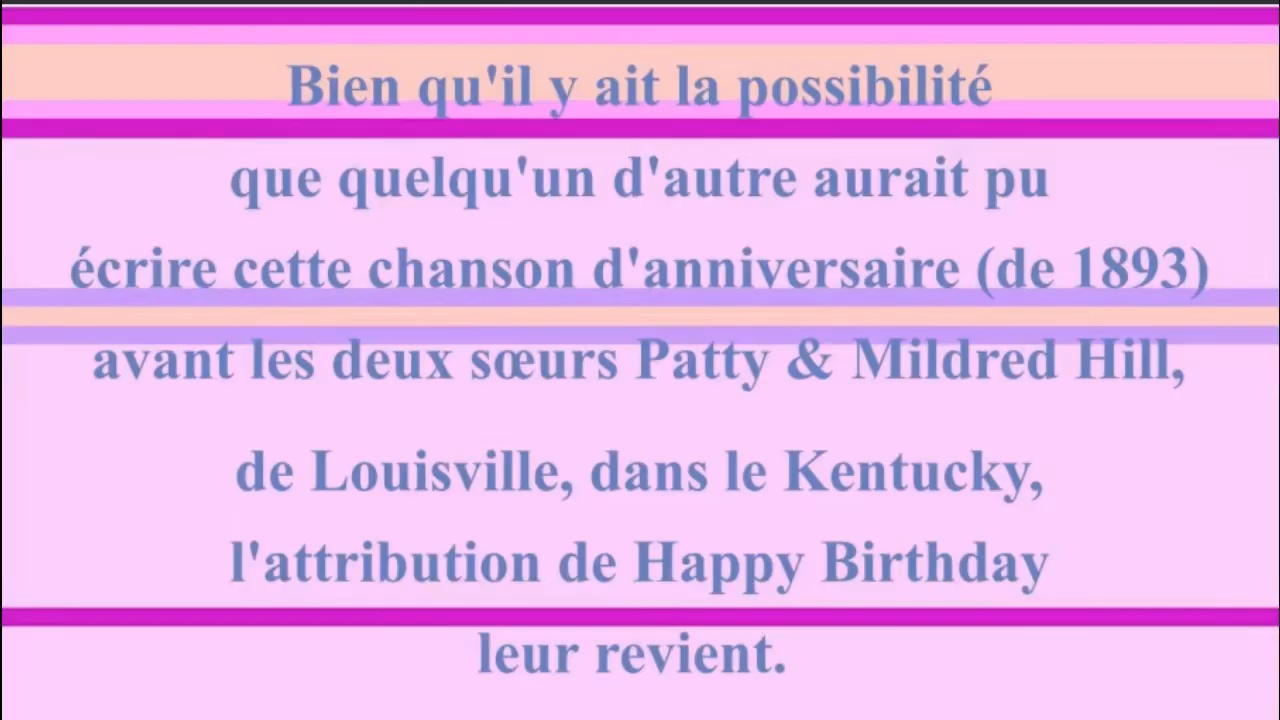 Bien qu'il y ait la possibilité
que quelqu'un d'autre aurait pu
écrire cette chanson d'anniversaire (de 1893)
avant les deux sœurs Patty & Mildred Hill,
de Louisville, dans le Kentucky,
l'attribution de Happy Birthday
leur revient.